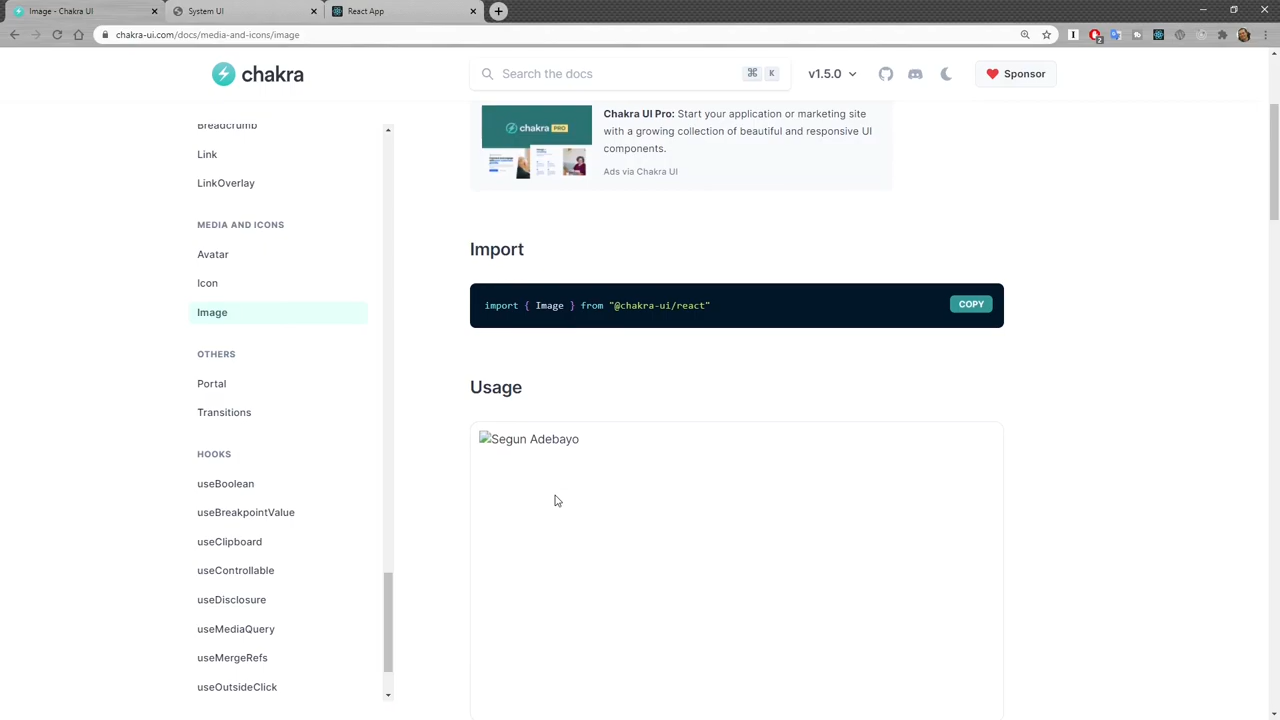 Image - Chakra UI
System UI
React App
chakra-ui.com/docs/media-and-icons/image
2
chakra
Search the docs
⌘ K
v1.5.0
Sponsor
Breadcrumb
Link
LinkOverlay
MEDIA AND ICONS
Avatar
Icon
Image
OTHERS
Portal
Transitions
HOOKS
useBoolean
useBreakpointValue
useClipboard
useControllable
useDisclosure
useMediaQuery
useMergeRefs
useOutsideClick
chakra PRO
Chakra UI Pro: Start your application or marketing site
with a growing collection of beautiful and responsive UI
components.
Ads via Chakra UI
Import
import { Image } from "@chakra-ui/react"
COPY
Usage
Segun Adebayo